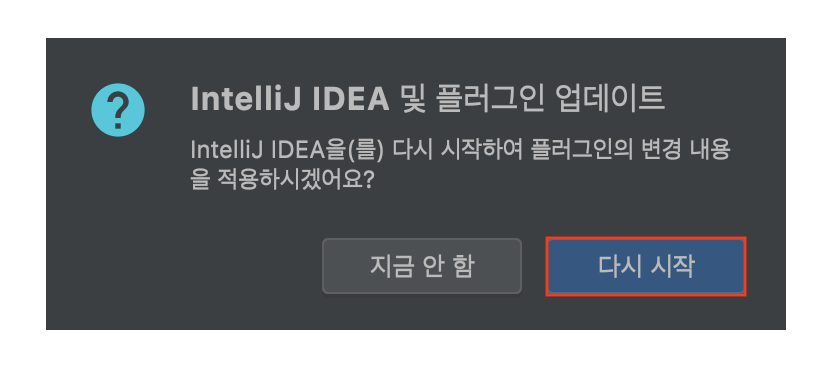 IntelliJ IDEA 및 플러그인 업데이트
IntelliJ IDEA을(를) 다시 시작하여 플러그인의 변경 내용
을 적용하시겠어요?
지금 안 함
다시 시작